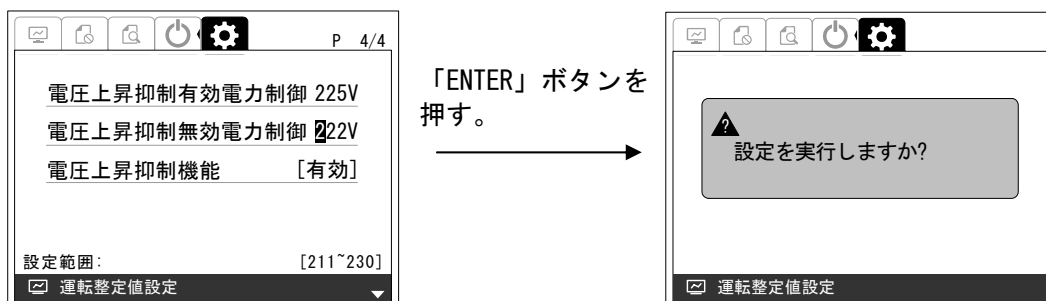 P 4/4
電圧上昇抑制有効電力制御 225V
電圧上昇抑制無効電力制御 222V
電圧上昇抑制機能 [有効]
設定範囲: [211~230]
運転整定値設定
「ENTER」ボタンを
押す。
?
設定を実行しますか?
運転整定値設定